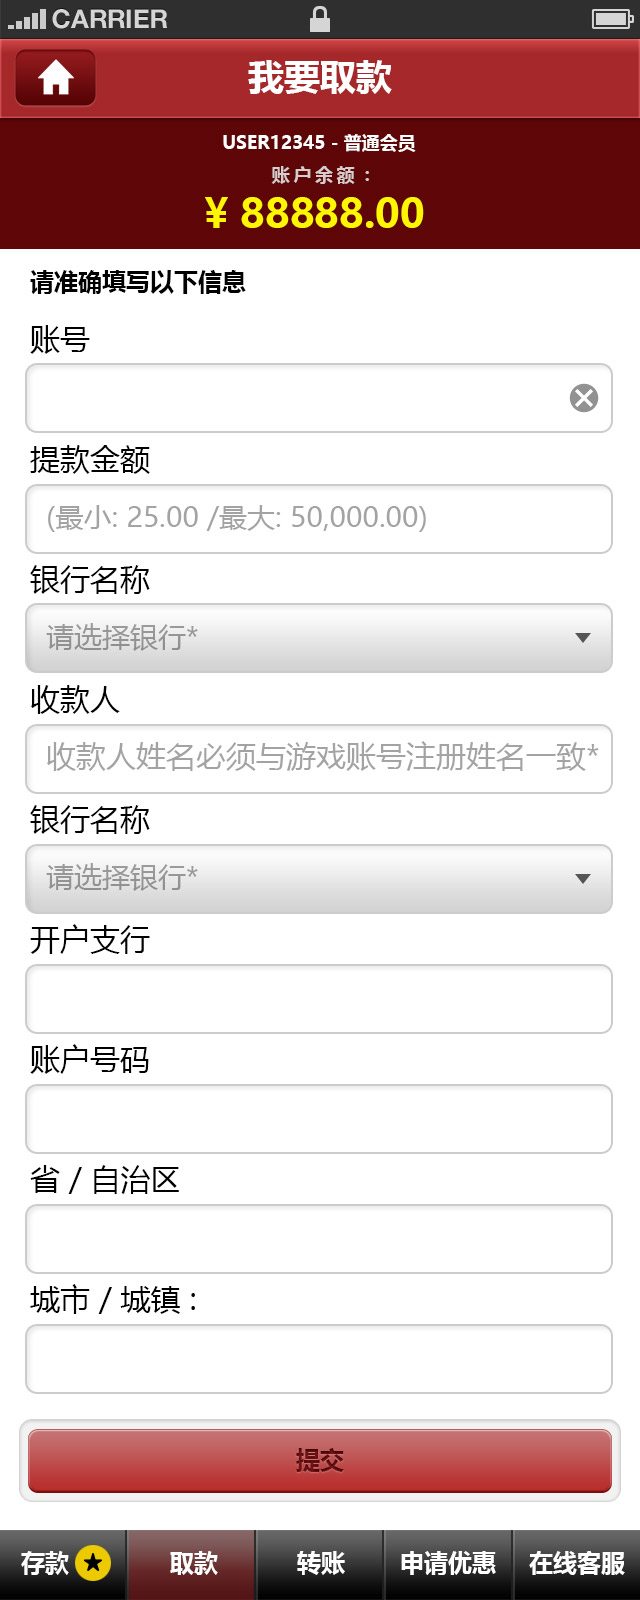 CARRIER
我要取款
USER12345 - 普通会员
账户余额：
¥ 88888.00
请准确填写以下信息
账号
提款金额
(最小: 25.00 /最大: 50,000.00)
银行名称
请选择银行*
收款人
收款人姓名必须与游戏账号注册姓名一致*
银行名称
请选择银行*
开户支行
账户号码
省 / 自治区
城市 / 城镇 :
提交
存款 取款 转账 申请优惠 在线客服